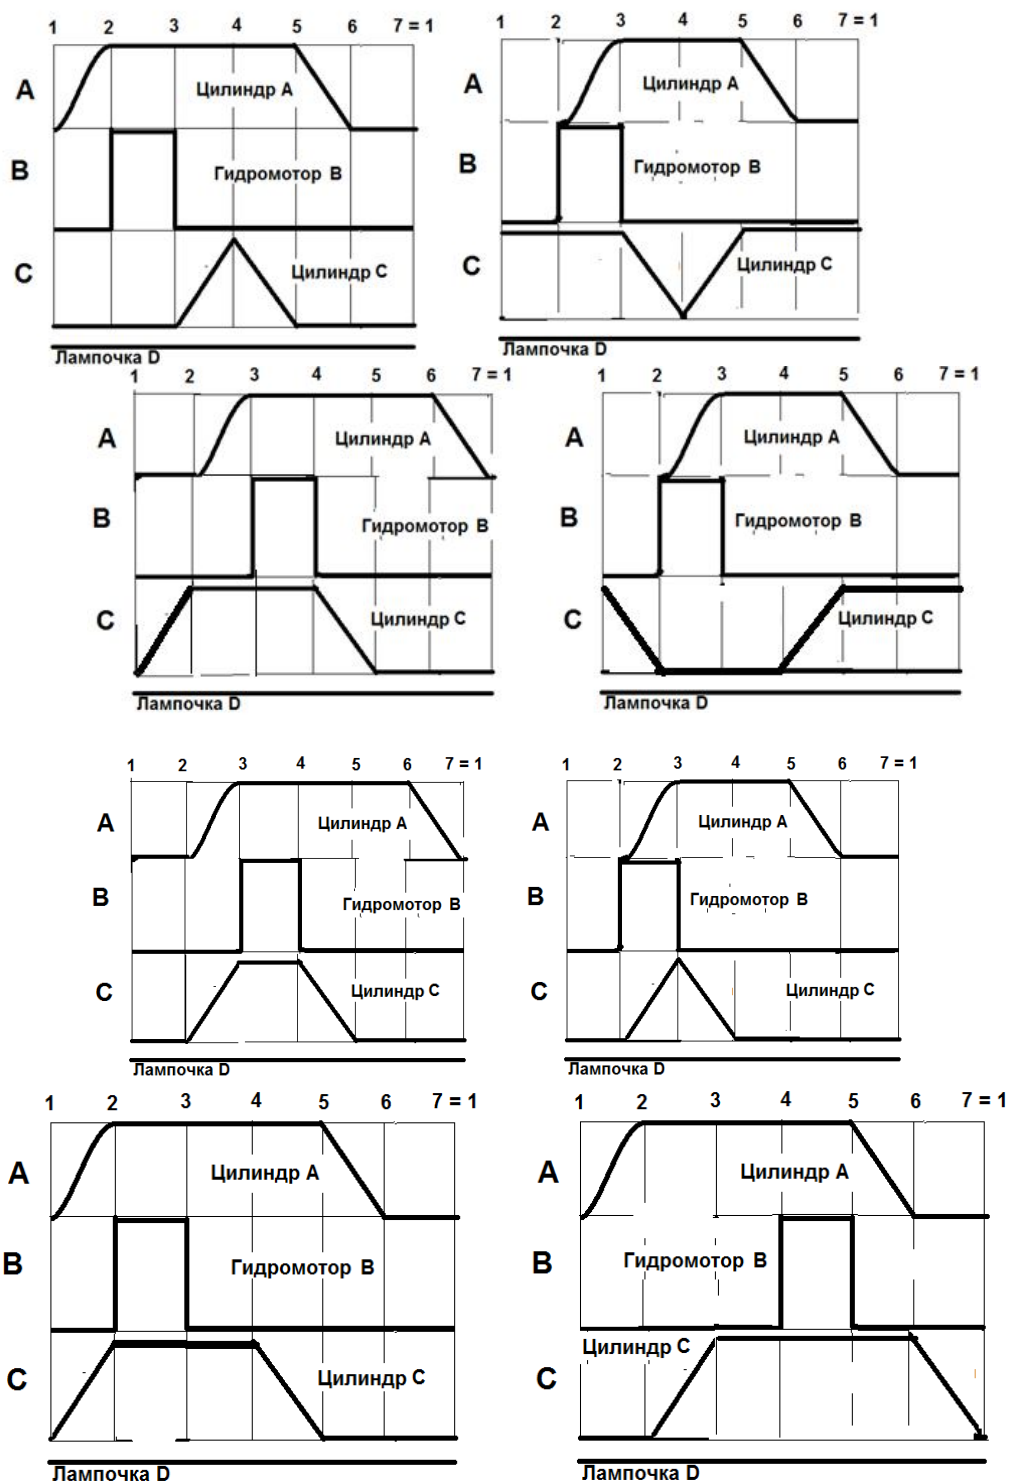 1 2 3 4 5 6 7 = 1
A Цилиндр A
B Гидромотор B
C Цилиндр C
Лампочка D
1 2 3 4 5 6 7 = 1
A Цилиндр A
B Гидромотор B
C Цилиндр C
Лампочка D
1 2 3 4 5 6 7 = 1
A Цилиндр A
B Гидромотор B
C Цилиндр C
Лампочка D
1 2 3 4 5 6 7 = 1
A Цилиндр A
B Гидромотор B
C Цилиндр C
Лампочка D
1 2 3 4 5 6 7 = 1
A Цилиндр A
B Гидромотор B
C Цилиндр C
Лампочка D
1 2 3 4 5 6 7 = 1
A Цилиндр A
B Гидромотор B
C Цилиндр C
Лампочка D
1 2 3 4 5 6 7 = 1
A Цилиндр A
B Гидромотор B
C Цилиндр C
Лампочка D
1 2 3 4 5 6 7 = 1
A Цилиндр A
B Гидромотор B
Цилиндр C
C
Лампочка D